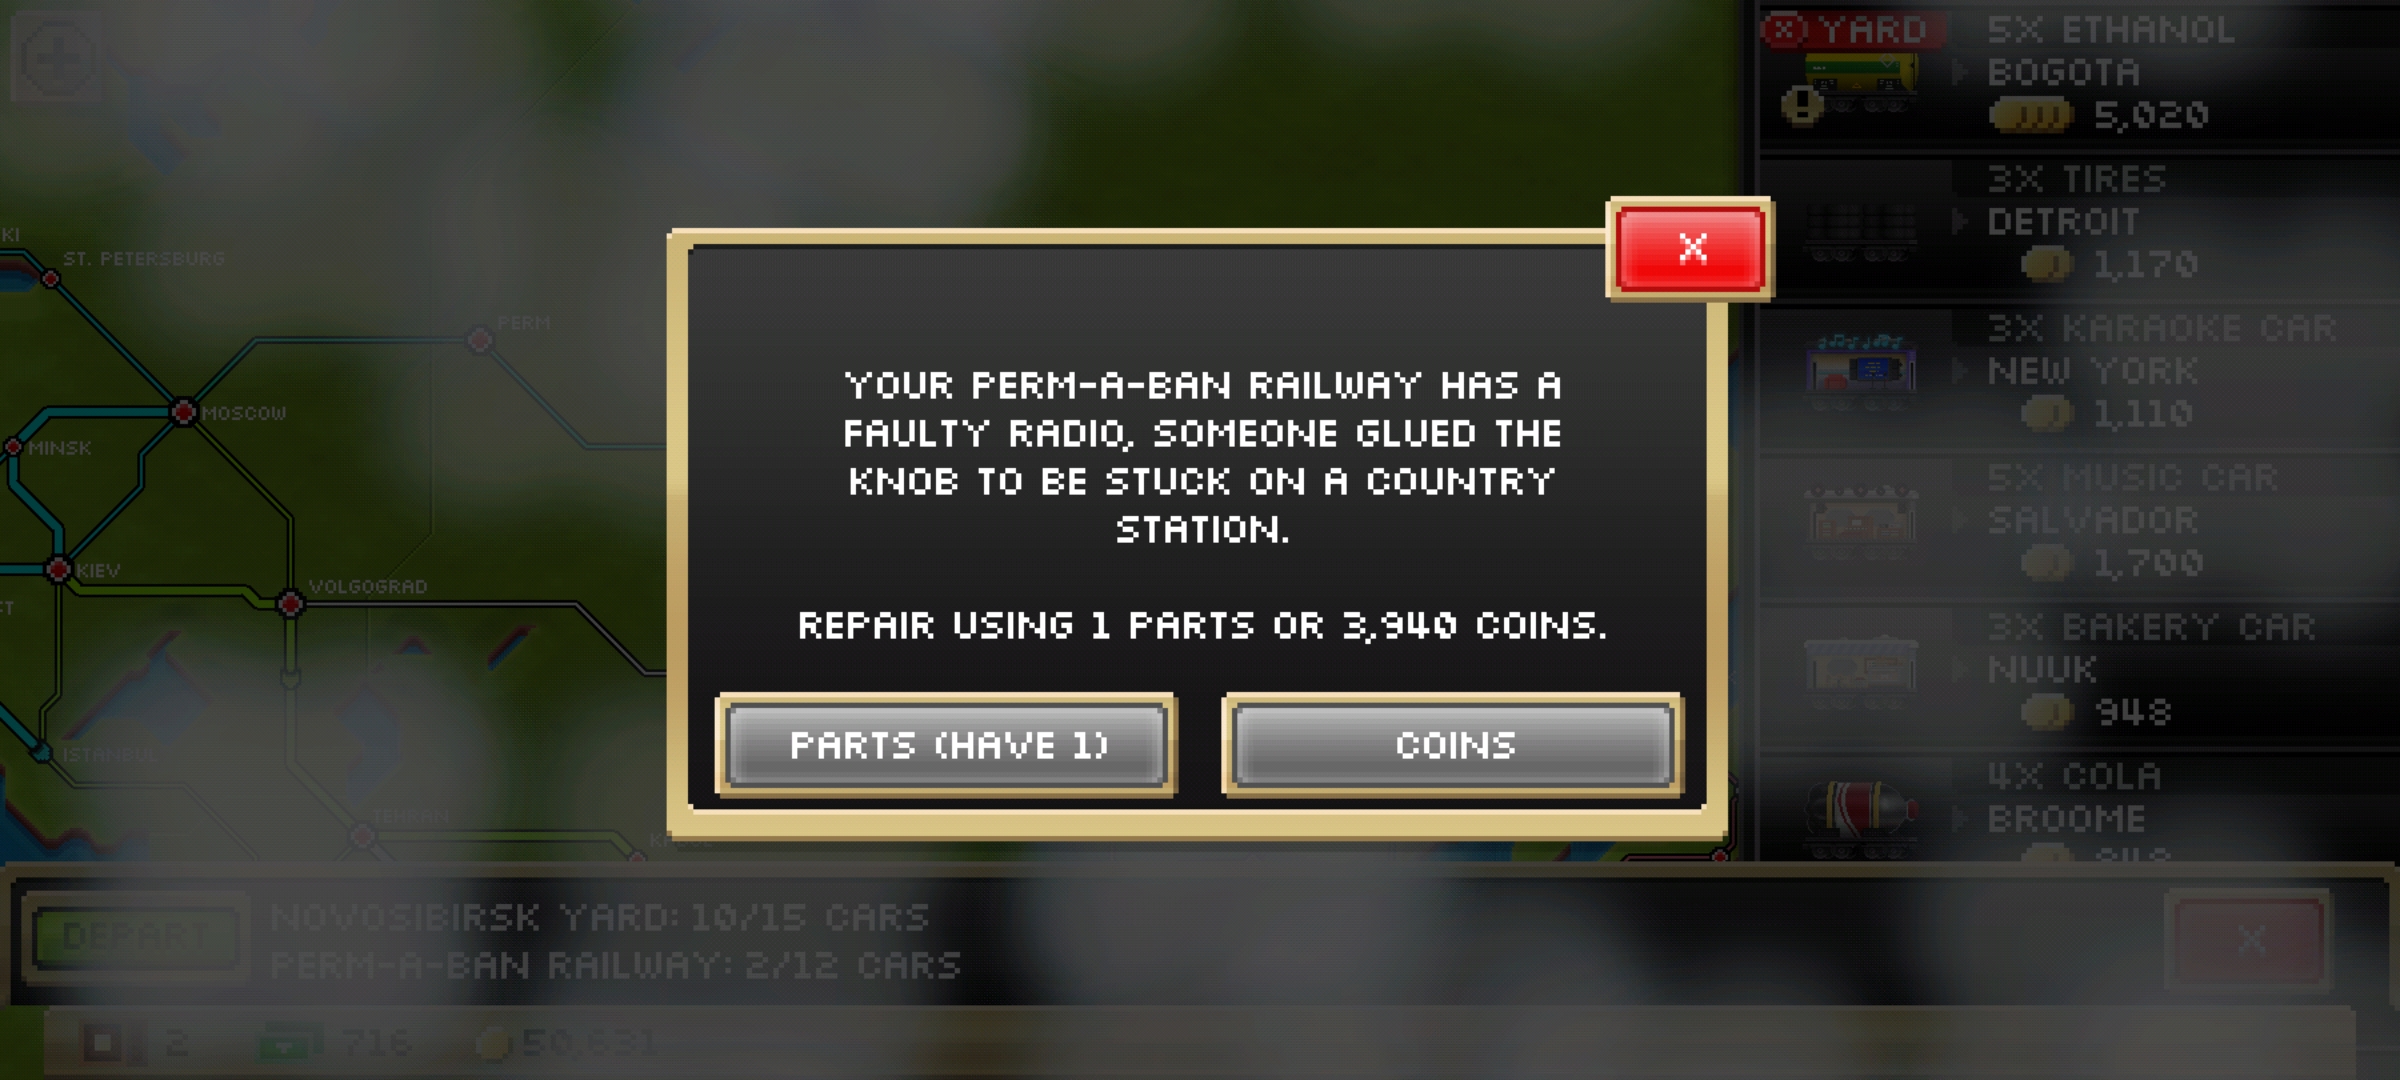 YARD
5X ETHANOL
BOGOTA
5,020
3X TIRES
DETROIT
1,170
3X KARAOKE CAR
NEW YORK
1,110
5X MUSIC CAR
SALVADOR
1,700
3X BAKERY CAR
NUUK
948
4X COLA
BROOME
KI
ST. PETERSBURG
PERM
MOSCOW
MINSK
KIEV
VOLGOGRAD
ISTANBUL
TEHRAN
X
YOUR PERM-A-BAN RAILWAY HAS A
FAULTY RADIO, SOMEONE GLUED THE
KNOB TO BE STUCK ON A COUNTRY
STATION.
REPAIR USING 1 PARTS OR 3,940 COINS.
PARTS (HAVE 1)
COINS
DEPART
NOVOSIBIRSK YARD: 10/15 CARS
PERM-A-BAN RAILWAY: 2/12 CARS
X
2
716
50,631